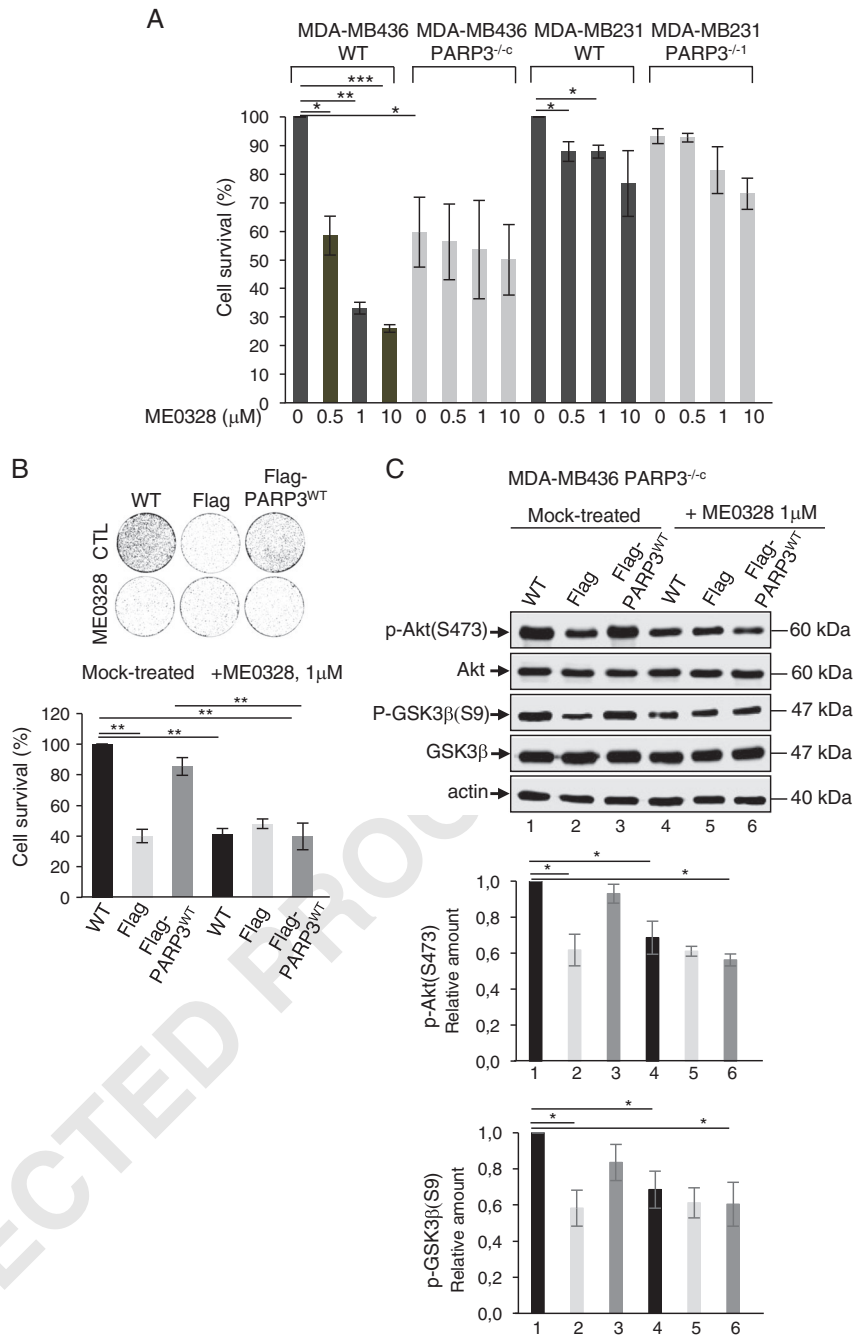 A
MDA-MB436 WT
MDA-MB436 PARP3-/-c
MDA-MB231 WT
MDA-MB231 PARP3-/-1
***
**
*
*
*
*
100
90
80
70
60
50
40
30
20
10
0
Cell survival (%)
ME0328 (µM) 0 0.5 1 10 0 0.5 1 10 0 0.5 1 10 0 0.5 1 10
B
WT Flag Flag-PARP3WT
CTL
ME0328
Mock-treated +ME0328, 1µM
**
**
**
**
120
100
80
60
40
20
0
Cell survival (%)
WT Flag Flag-PARP3WT WT Flag Flag-PARP3WT
C
MDA-MB436 PARP3-/-c
Mock-treated + ME0328 1µM
WT Flag Flag-PARP3WT WT Flag Flag-PARP3WT
p-Akt(S473) 60 kDa
Akt 60 kDa
P-GSK3β(S9) 47 kDa
GSK3β 47 kDa
actin 40 kDa
1 2 3 4 5 6
*
*
*
1,0
0,8
0,6
0,4
0,2
0,0
p-Akt(S473)
Relative amount
1 2 3 4 5 6
*
*
*
1,0
0,8
0,6
0,4
0,2
0,0
p-GSK3β(S9)
Relative amount
1 2 3 4 5 6
ECTED PROO